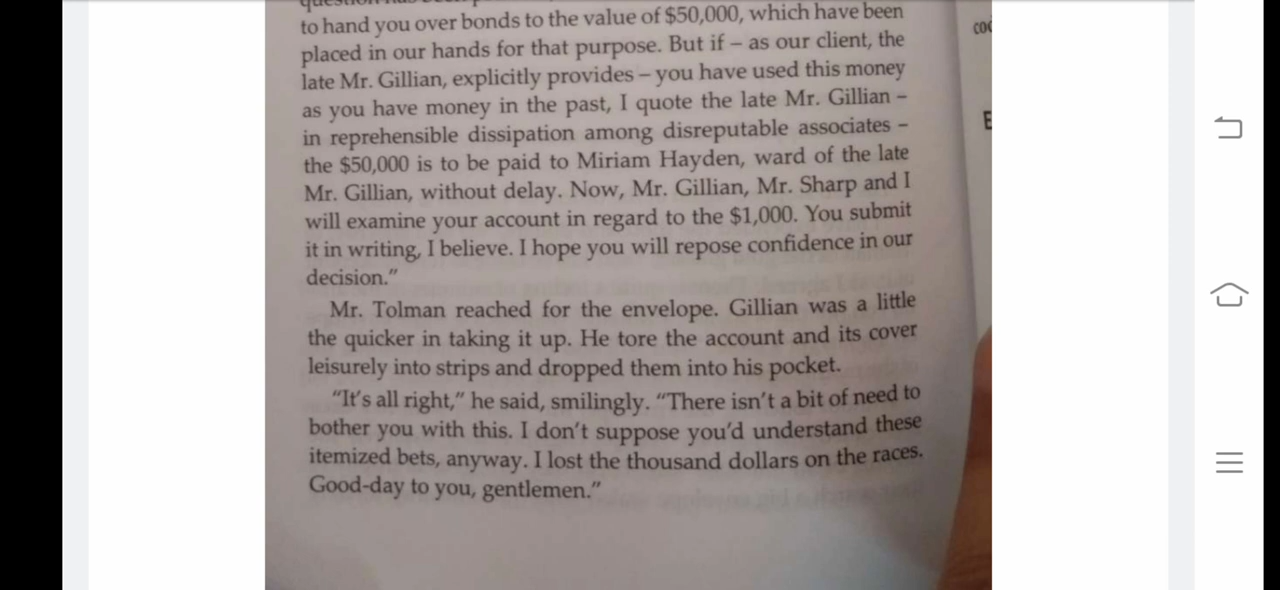 to hand you over bonds to the value of $50,000, which have been
placed in our hands for that purpose. But if – as our client, the
late Mr. Gillian, explicitly provides – you have used this money
as you have money in the past, I quote the late Mr. Gillian –
in reprehensible dissipation among disreputable associates –
the $50,000 is to be paid to Miriam Hayden, ward of the late
Mr. Gillian, without delay. Now, Mr. Gillian, Mr. Sharp and I
will examine your account in regard to the $1,000. You submit
it in writing, I believe. I hope you will repose confidence in our
decision.”
Mr. Tolman reached for the envelope. Gillian was a little
the quicker in taking it up. He tore the account and its cover
leisurely into strips and dropped them into his pocket.
“It’s all right,” he said, smilingly. “There isn’t a bit of need to
bother you with this. I don’t suppose you’d understand these
itemized bets, anyway. I lost the thousand dollars on the races.
Good-day to you, gentlemen.”